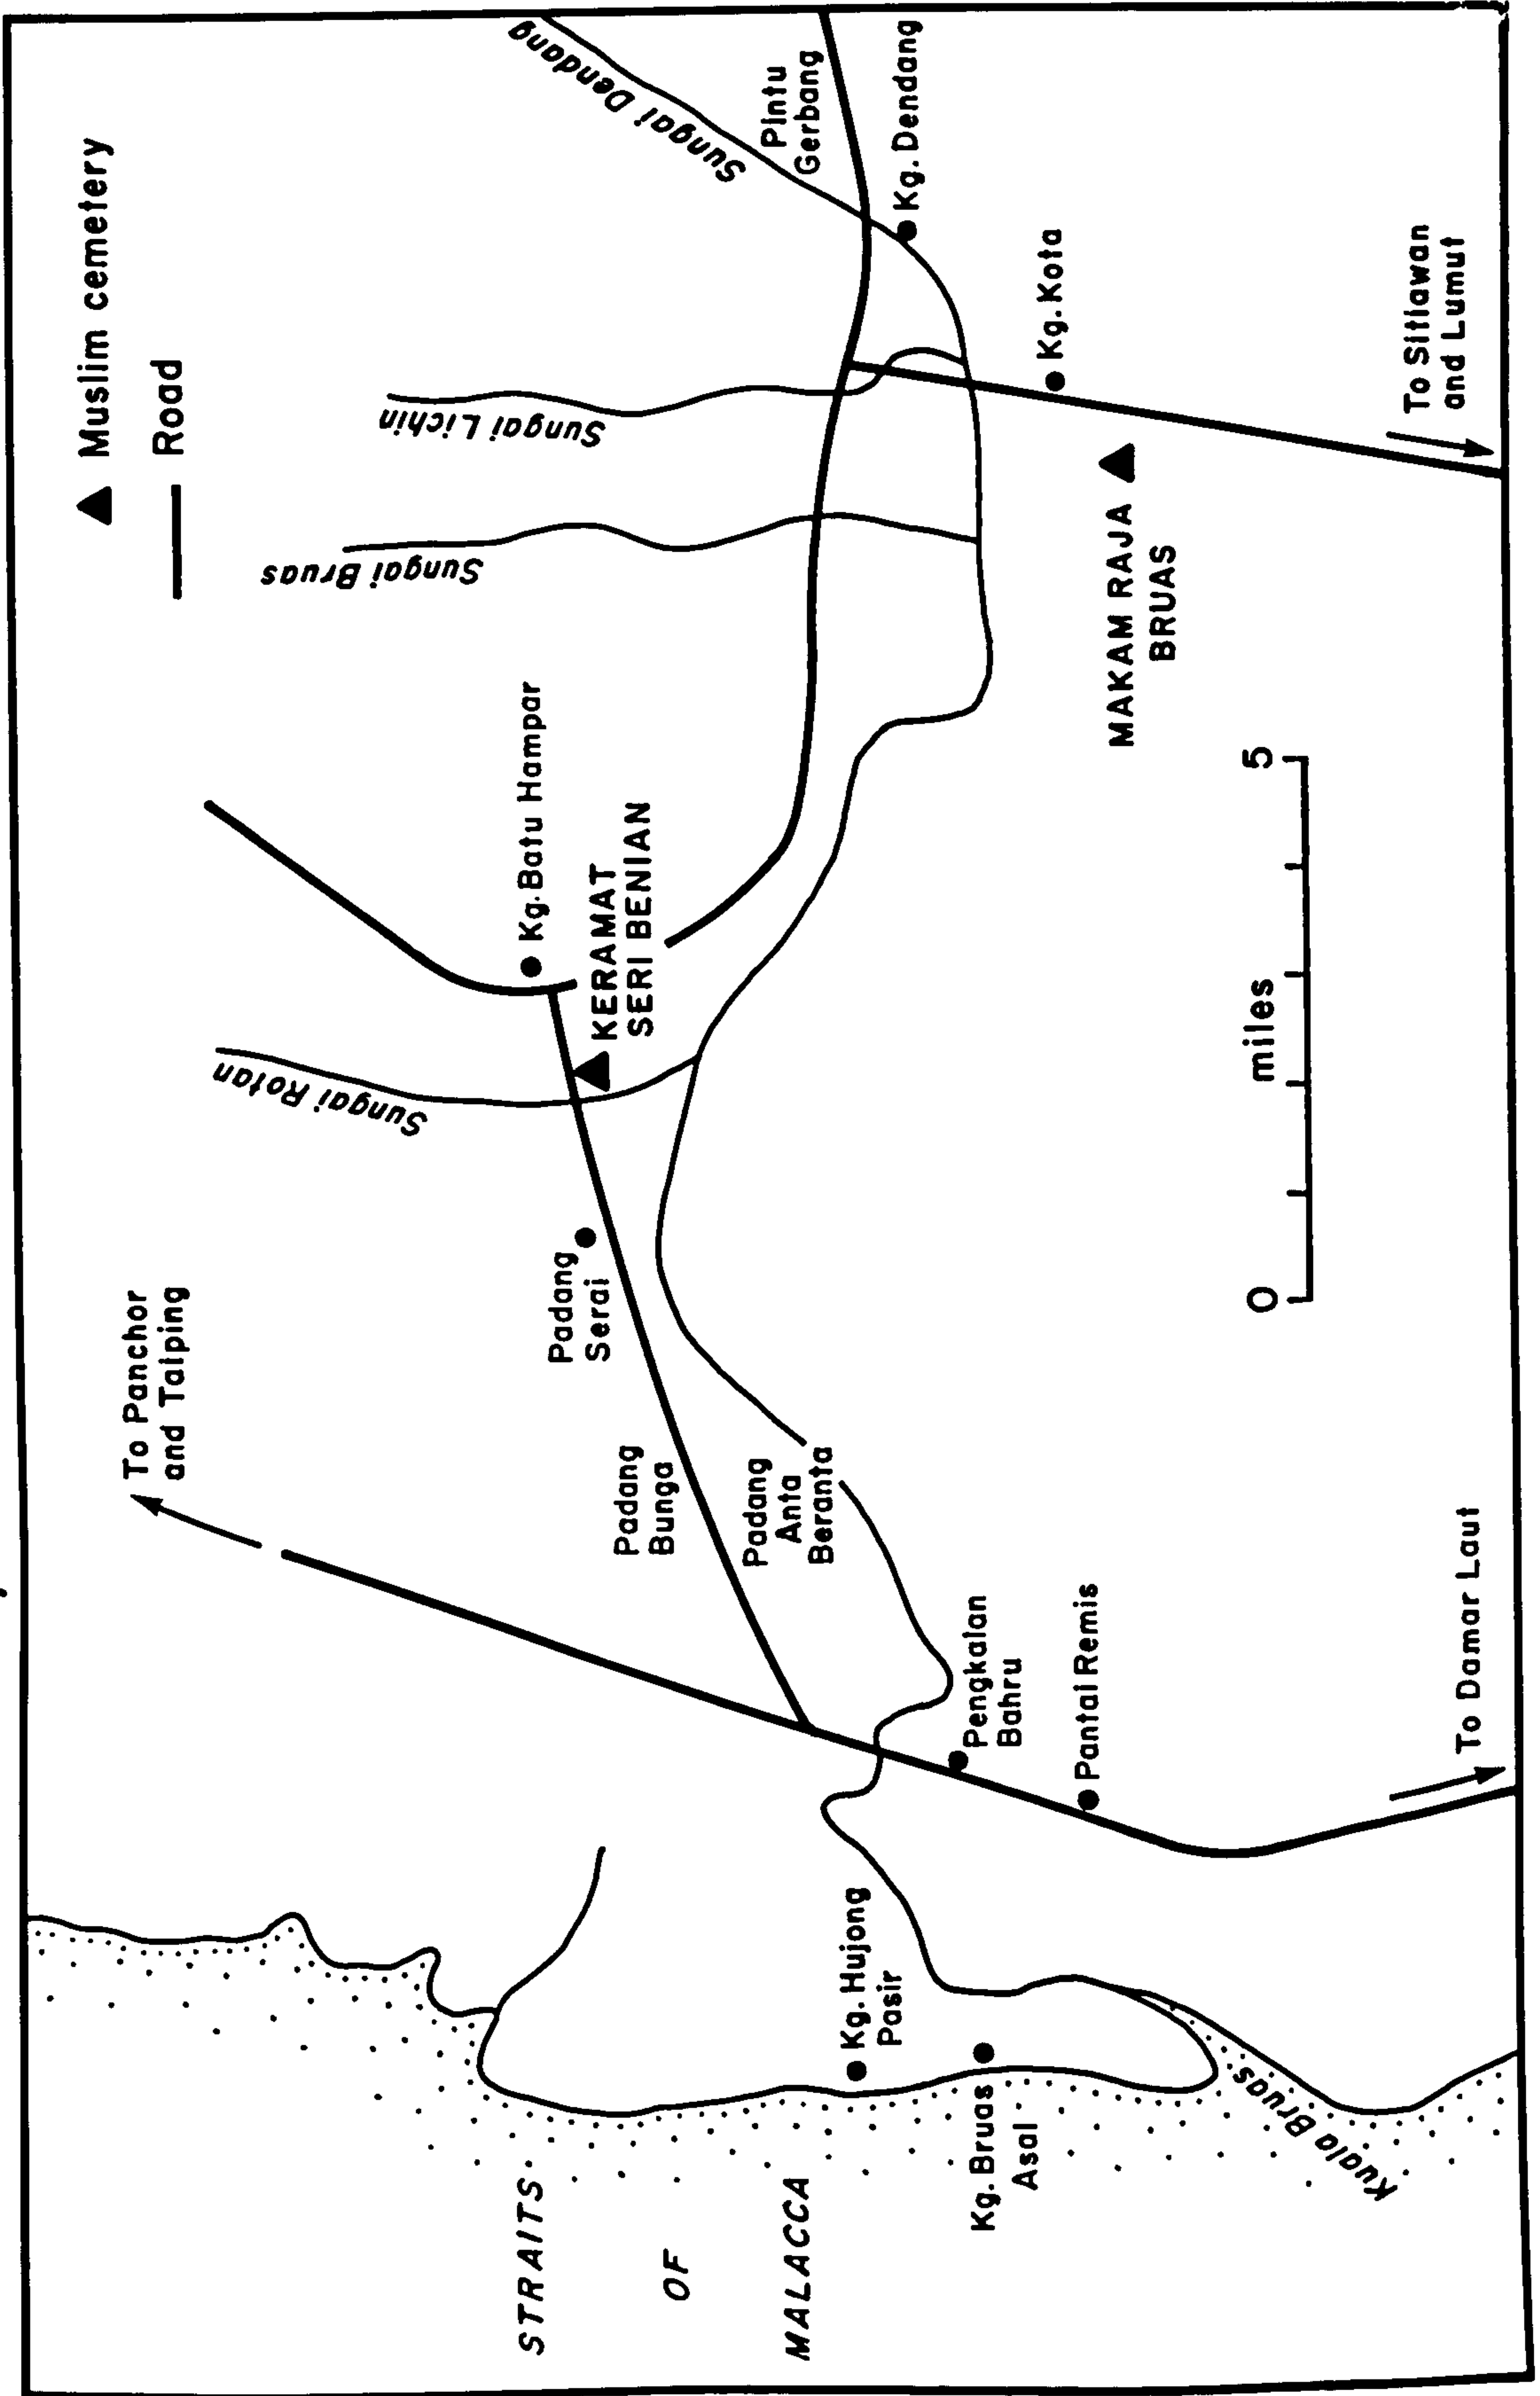 ▲ Muslim cemetery
Road
To Panchor
and Taiping
Sungai Rotan
Kg. Batu Hampar
KERAMAT
SERI BENIAN
Sungai Bruas
Sungai Lichin
Sungai Dendang
Pintu
Gerbang
Kg. Dendang
Kg. Kota
MAKAM RAJA
BRUAS
To Sitiawan
and Lumut
Padang
Serai
Padang
Bunga
Padang
Anta
Beranta
Pengkalan
Bahru
Pantai Remis
To Damar Laut
Kg. Hujong
Pasir
Kg. Bruas
Asal
Kuala Bruas
STRAITS
OF
MALACCA
0 miles 5